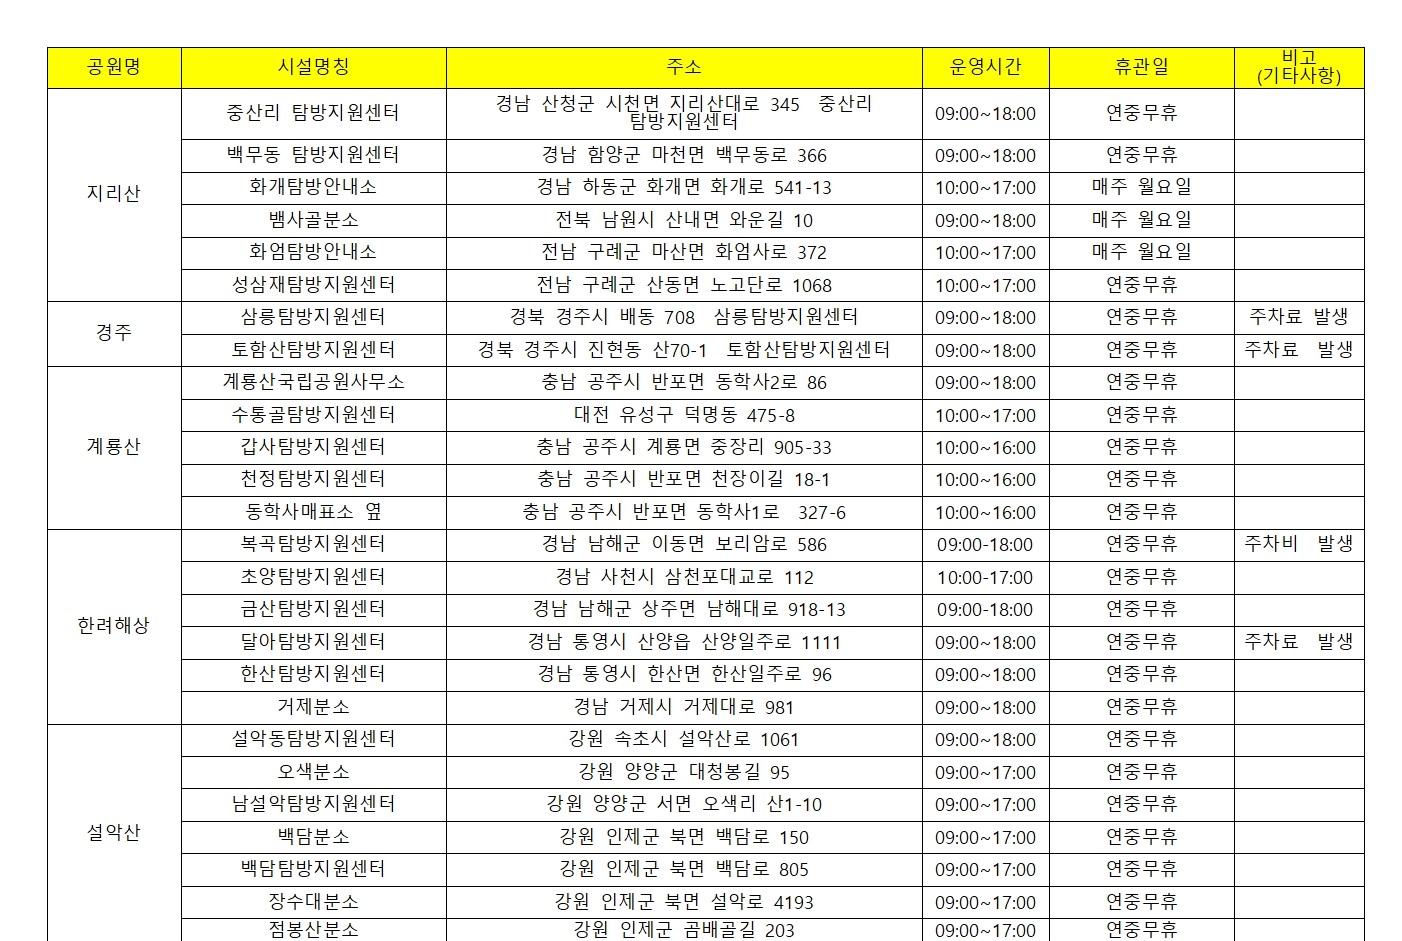 공원명 시설명칭 주소 운영시간 휴관일 비고
(기타사항)
지리산 중산리 탐방지원센터 경남 산청군 시천면 지리산대로 345 중산리
탐방지원센터 09:00~18:00 연중무휴
백무동 탐방지원센터 경남 함양군 마천면 백무동로 366 09:00~18:00 연중무휴
화개탐방안내소 경남 하동군 화개면 화개로 541-13 10:00~17:00 매주 월요일
뱀사골분소 전북 남원시 산내면 와운길 10 09:00~18:00 매주 월요일
화엄탐방안내소 전남 구례군 마산면 화엄사로 372 10:00~17:00 매주 월요일
성삼재탐방지원센터 전남 구례군 산동면 노고단로 1068 10:00~17:00 연중무휴
경주 삼릉탐방지원센터 경북 경주시 배동 708 삼릉탐방지원센터 09:00~18:00 연중무휴 주차료 발생
토함산탐방지원센터 경북 경주시 진현동 산70-1 토함산탐방지원센터 09:00~18:00 연중무휴 주차료 발생
계룡산 계룡산국립공원사무소 충남 공주시 반포면 동학사2로 86 09:00~18:00 연중무휴
수통골탐방지원센터 대전 유성구 덕명동 475-8 10:00~17:00 연중무휴
갑사탐방지원센터 충남 공주시 계룡면 중장리 905-33 10:00~16:00 연중무휴
천정탐방지원센터 충남 공주시 반포면 천장이길 18-1 10:00~16:00 연중무휴
동학사매표소 옆 충남 공주시 반포면 동학사1로 327-6 10:00~16:00 연중무휴
한려해상 복곡탐방지원센터 경남 남해군 이동면 보리암로 586 09:00-18:00 연중무휴 주차비 발생
초양탐방지원센터 경남 사천시 삼천포대교로 112 10:00-17:00 연중무휴
금산탐방지원센터 경남 남해군 상주면 남해대로 918-13 09:00-18:00 연중무휴
달아탐방지원센터 경남 통영시 산양읍 산양일주로 1111 09:00~18:00 연중무휴 주차료 발생
한산탐방지원센터 경남 통영시 한산면 한산일주로 96 09:00~18:00 연중무휴
거제분소 경남 거제시 거제대로 981 09:00~18:00 연중무휴
설악산 설악동탐방지원센터 강원 속초시 설악산로 1061 09:00~18:00 연중무휴
오색분소 강원 양양군 대청봉길 95 09:00~17:00 연중무휴
남설악탐방지원센터 강원 양양군 서면 오색리 산1-10 09:00~17:00 연중무휴
백담분소 강원 인제군 북면 백담로 150 09:00~17:00 연중무휴
백담탐방지원센터 강원 인제군 북면 백담로 805 09:00~17:00 연중무휴
장수대분소 강원 인제군 북면 설악로 4193 09:00~17:00 연중무휴
점봉산분소 강원 인제군 곰배골길 203 09:00~17:00 연중무휴